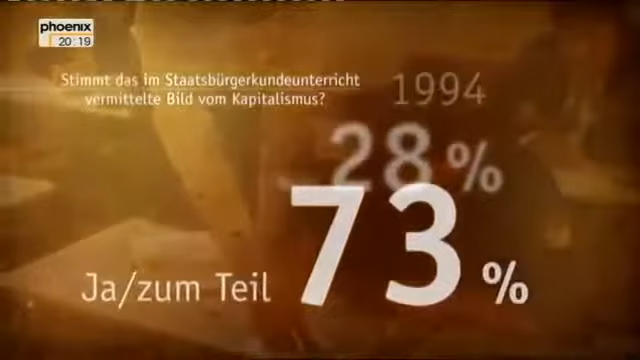 phoenix
20:19
Stimmt das im Staatsbürgerkundeunterricht
vermittelte Bild vom Kapitalismus?
1994
28%
Ja/zum Teil 73%